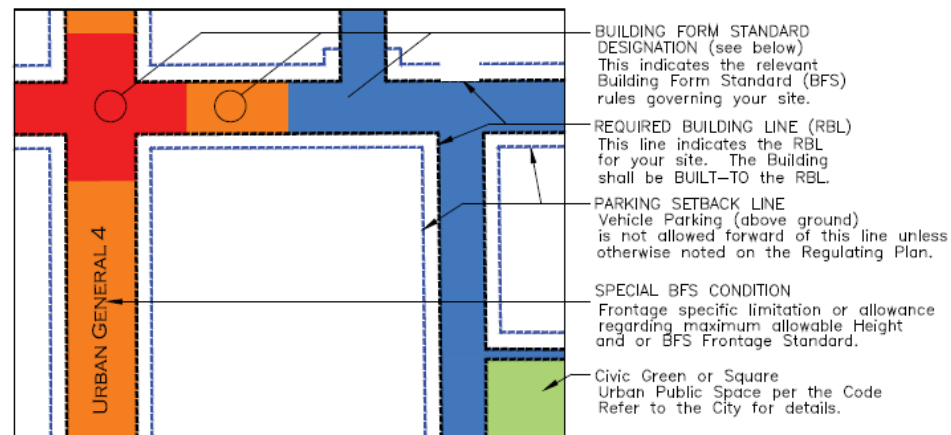 BUILDING FORM STANDARD
DESIGNATION (see below)
This indicates the relevant
Building Form Standard (BFS)
rules governing your site.
REQUIRED BUILDING LINE (RBL)
This line indicates the RBL
for your site. The Building
shall be BUILT-TO the RBL.
PARKING SETBACK LINE
Vehicle Parking (above ground)
is not allowed forward of this line unless
otherwise noted on the Regulating Plan.
SPECIAL BFS CONDITION
Frontage specific limitation or allowance
regarding maximum allowable Height
and or BFS Frontage Standard.
Civic Green or Square
Urban Public Space per the Code
Refer to the City for details.
URBAN GENERAL 4